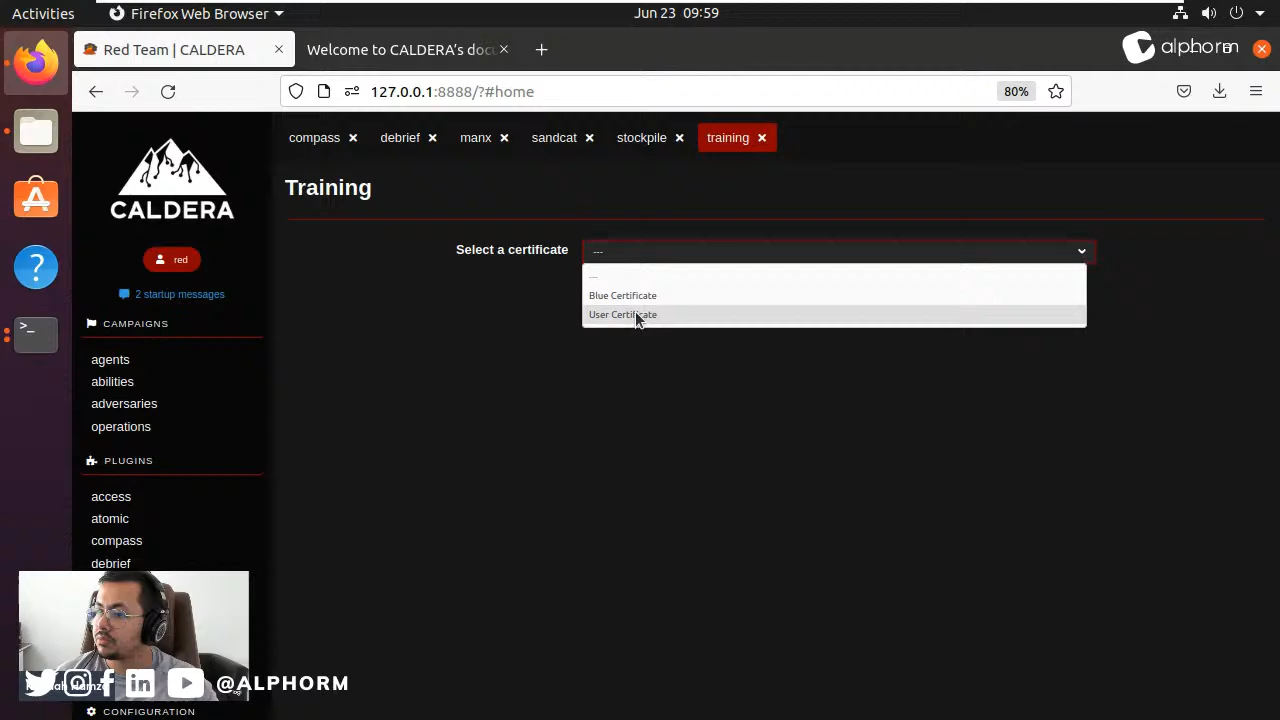 Activities
Firefox Web Browser
Jun 23 09:59
Red Team | CALDERA
Welcome to CALDERA's doc
alphorm
127.0.0.1:8888/?#home
80%
compass
debrief
manx
sandcat
stockpile
training
CALDERA
red
2 startup messages
CAMPAIGNS
agents
abilities
adversaries
operations
PLUGINS
access
atomic
compass
debrief
CONFIGURATION
Training
Select a certificate
---
---
Blue Certificate
User Certificate
@ALPHORM